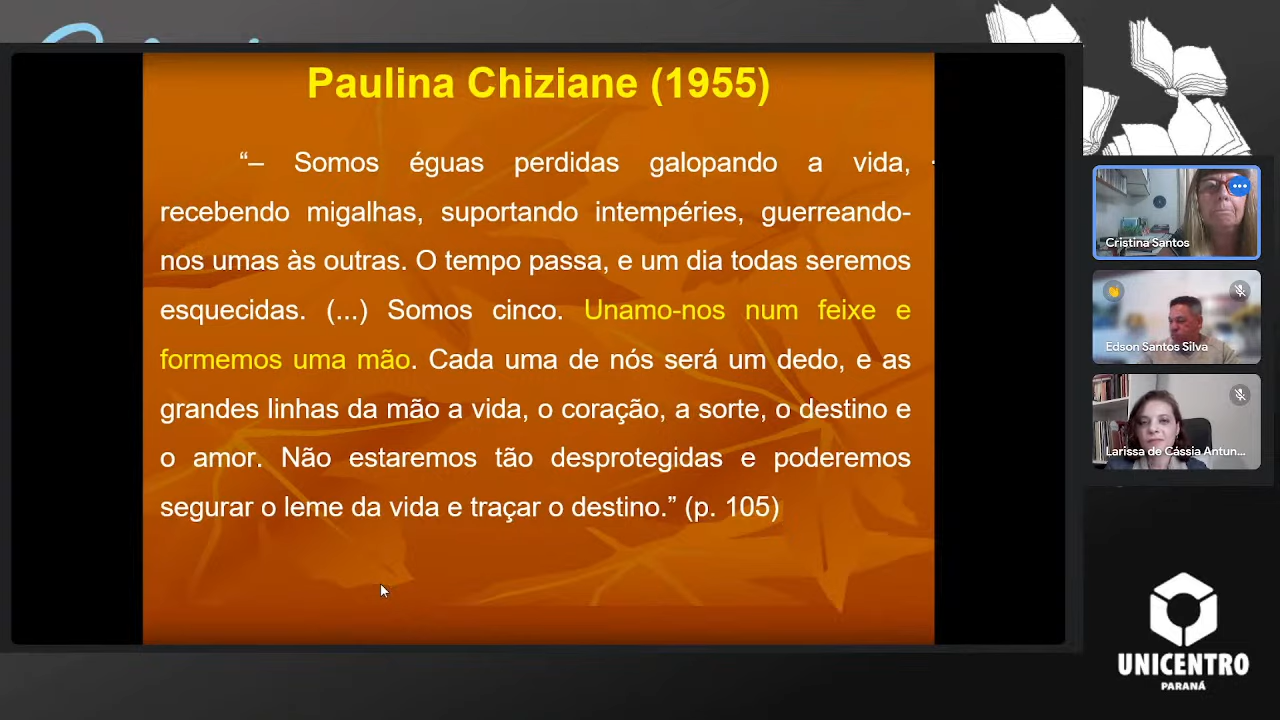 Paulina Chiziane (1955)
“– Somos éguas perdidas galopando a vida,
recebendo migalhas, suportando intempéries, guerreando-
nos umas às outras. O tempo passa, e um dia todas seremos
esquecidas. (...) Somos cinco. Unamo-nos num feixe e
formemos uma mão. Cada uma de nós será um dedo, e as
grandes linhas da mão a vida, o coração, a sorte, o destino e
o amor. Não estaremos tão desprotegidas e poderemos
segurar o leme da vida e traçar o destino.” (p. 105)
Cristina Santos
Edson Santos Silva
Larissa de Cássia Antun...
UNICENTRO
PARANÁ